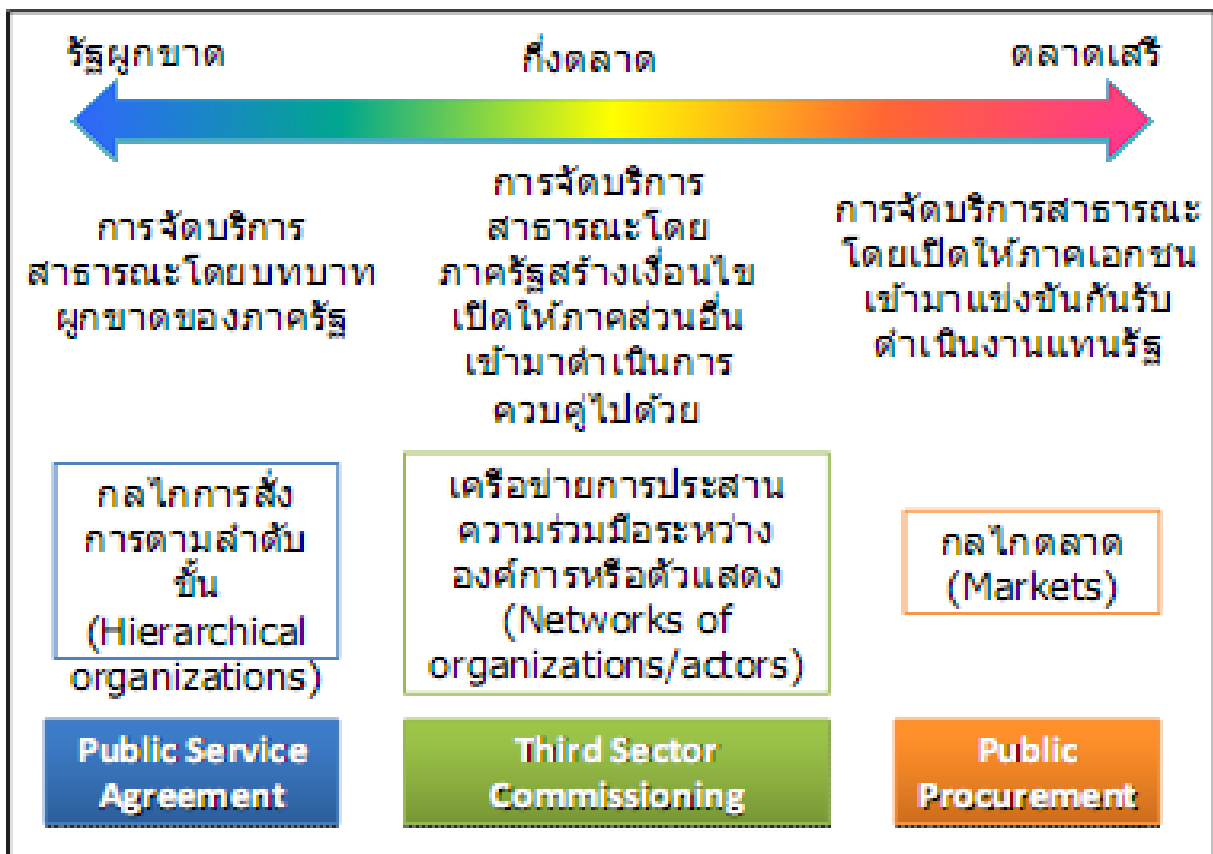 รัฐผูกขาด
กึ่งตลาด
ตลาดเสรี
การจัดบริการ
สาธารณะโดยบทบาท
ผูกขาดของภาครัฐ
การจัดบริการ
สาธารณะโดย
ภาครัฐสร้างเงื่อนไข
เปิดให้ภาคส่วนอื่น
เข้ามาดำเนินการ
ควบคู่ไปด้วย
การจัดบริการสาธารณะ
โดยเปิดให้ภาคเอกชน
เข้ามาแข่งขันกันรับ
ดำเนินงานแทนรัฐ
กลไกการสั่ง
การตามลำดับ
ขั้น
(Hierarchical
organizations)
เครือข่ายการประสาน
ความร่วมมือระหว่าง
องค์การหรือตัวแสดง
(Networks of
organizations/actors)
กลไกตลาด
(Markets)
Public Service
Agreement
Third Sector
Commissioning
Public
Procurement